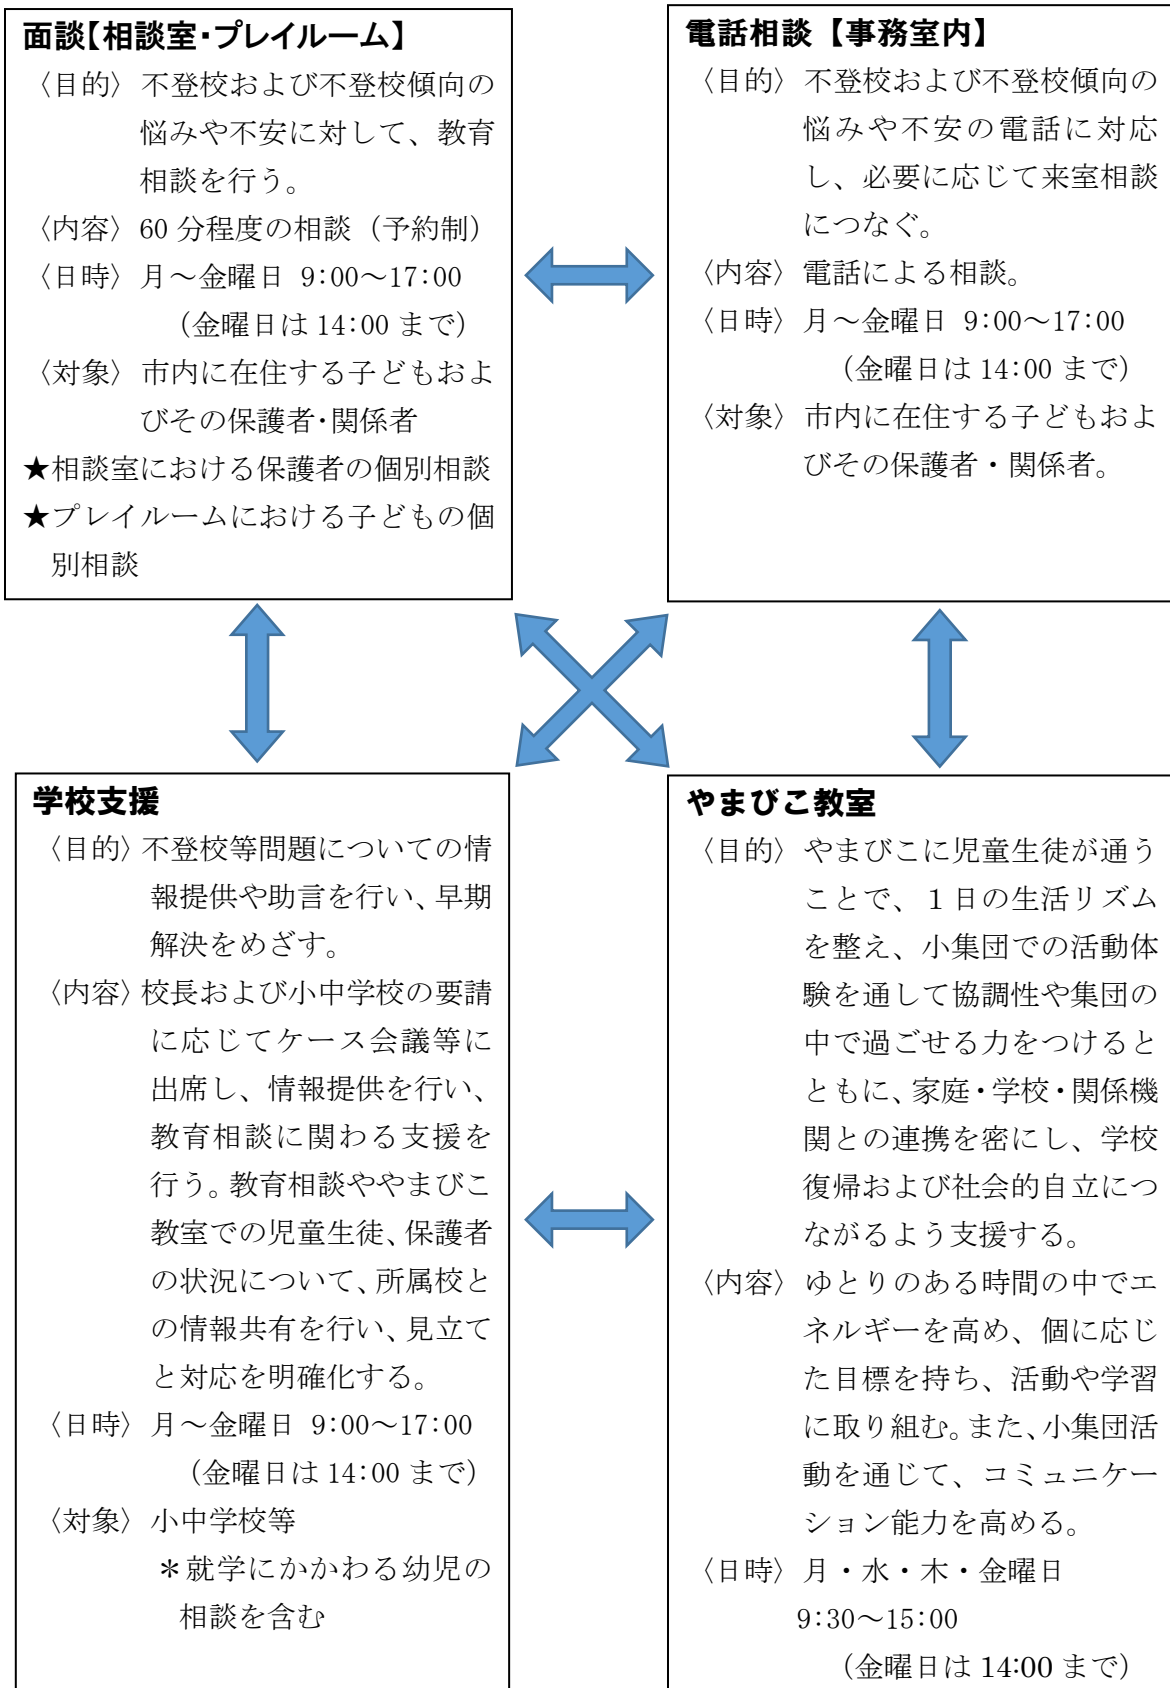 面談【相談室・プレイルーム】
〈目的〉不登校および不登校傾向の
悩みや不安に対して、教育
相談を行う。
〈内容〉60分程度の相談（予約制）
〈日時〉月～金曜日 9:00～17:00
（金曜日は14:00まで）
〈対象〉市内に在住する子どもおよ
びその保護者・関係者
★相談室における保護者の個別相談
★プレイルームにおける子どもの個
別相談
電話相談【事務室内】
〈目的〉不登校および不登校傾向の
悩みや不安の電話に対応
し、必要に応じて来室相談
につなぐ。
〈内容〉電話による相談。
〈日時〉月～金曜日 9:00～17:00
（金曜日は14:00まで）
〈対象〉市内に在住する子どもおよ
びその保護者・関係者。
学校支援
〈目的〉不登校等問題についての情
報提供や助言を行い、早期
解決をめざす。
〈内容〉校長および小中学校の要請
に応じてケース会議等に
出席し、情報提供を行い、
教育相談に関わる支援を
行う。教育相談ややまびこ
教室での児童生徒、保護者
の状況について、所属校と
の情報共有を行い、見立て
と対応を明確化する。
〈日時〉月～金曜日 9:00～17:00
（金曜日は14:00まで）
〈対象〉小中学校等
＊就学にかかわる幼児の
相談を含む
やまびこ教室
〈目的〉やまびこに児童生徒が通う
ことで、１日の生活リズム
を整え、小集団での活動体
験を通して協調性や集団の
中で過ごせる力をつけると
ともに、家庭・学校・関係機
関との連携を密にし、学校
復帰および社会的自立につ
ながるよう支援する。
〈内容〉ゆとりのある時間の中でエ
ネルギーを高め、個に応じ
た目標を持ち、活動や学習
に取り組む。また、小集団活
動を通じて、コミュニケー
ション能力を高める。
〈日時〉月・水・木・金曜日
9:30～15:00
（金曜日は14:00まで）